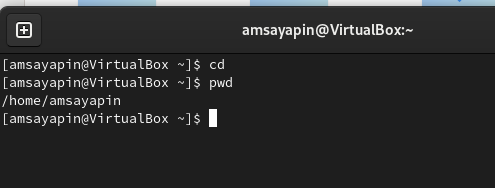 amsayapin@VirtualBox:~
[amsayapin@VirtualBox ~]$ cd
[amsayapin@VirtualBox ~]$ pwd
/home/amsayapin
[amsayapin@VirtualBox ~]$